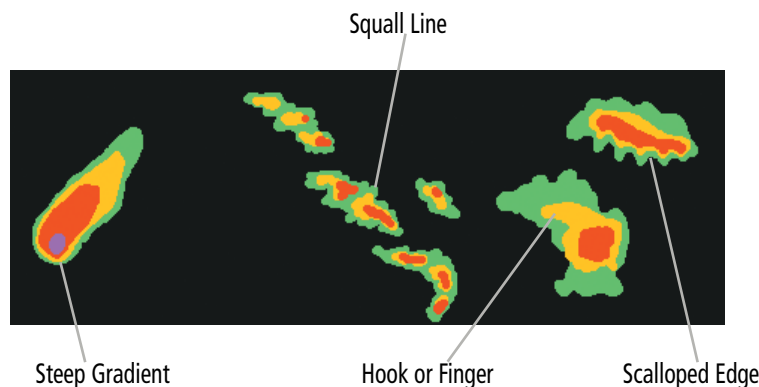 Squall Line
Steep Gradient
Hook or Finger
Scalloped Edge